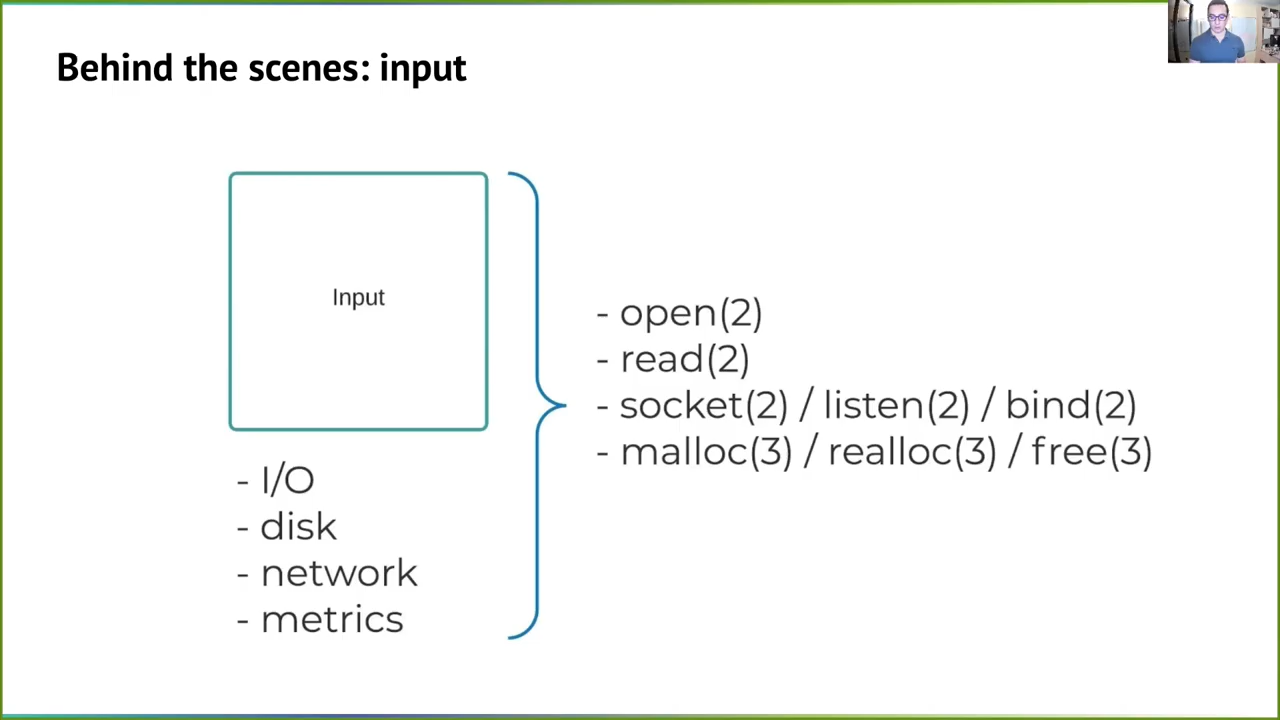 Behind the scenes: input
Input
- I/O
- disk
- network
- metrics
- open(2)
- read(2)
- socket(2) / listen(2) / bind(2)
- malloc(3) / realloc(3) / free(3)